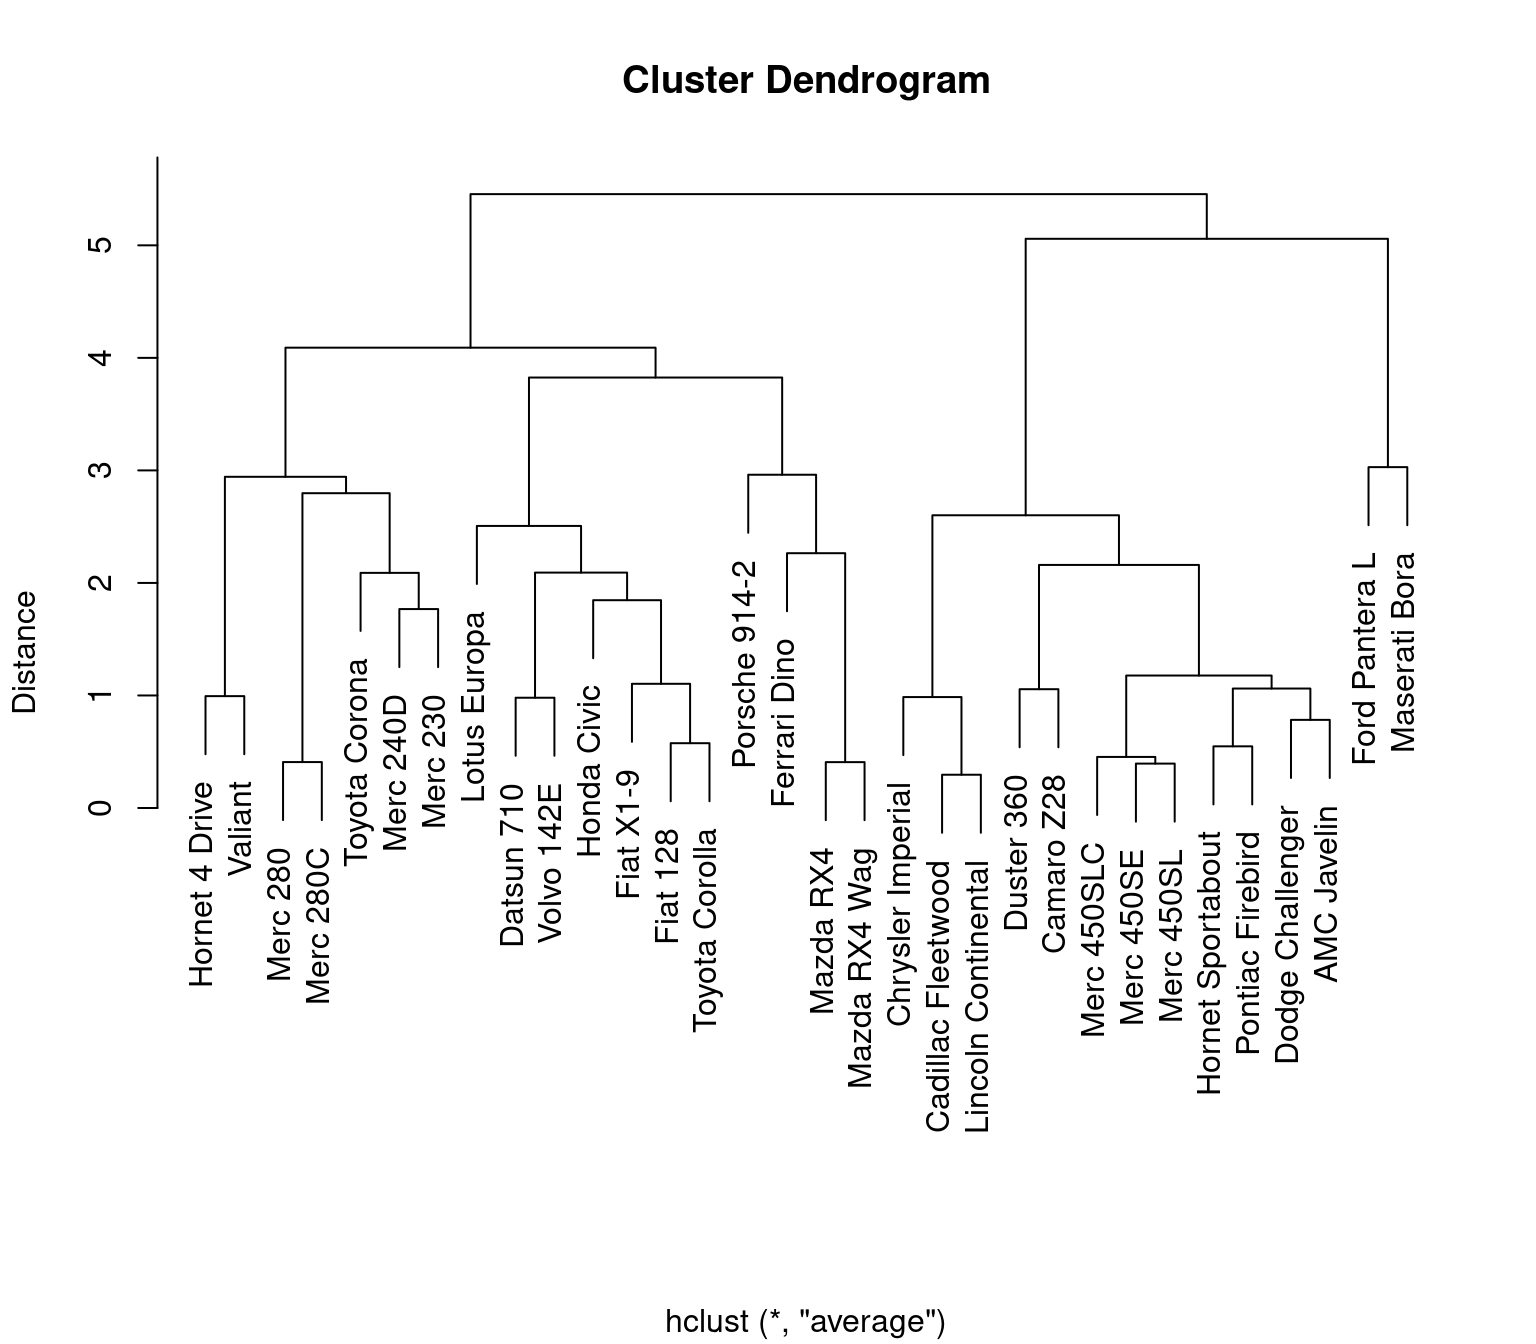 Cluster Dendrogram
Distance
5
4
3
2
1
0
Hornet 4 Drive
Valiant
Merc 280
Merc 280C
Toyota Corona
Merc 240D
Merc 230
Lotus Europa
Datsun 710
Volvo 142E
Honda Civic
Fiat X1-9
Fiat 128
Toyota Corolla
Porsche 914-2
Ferrari Dino
Mazda RX4
Mazda RX4 Wag
Chrysler Imperial
Cadillac Fleetwood
Lincoln Continental
Duster 360
Camaro Z28
Merc 450SLC
Merc 450SE
Merc 450SL
Hornet Sportabout
Pontiac Firebird
Dodge Challenger
AMC Javelin
Ford Pantera L
Maserati Bora
hclust (*, "average")